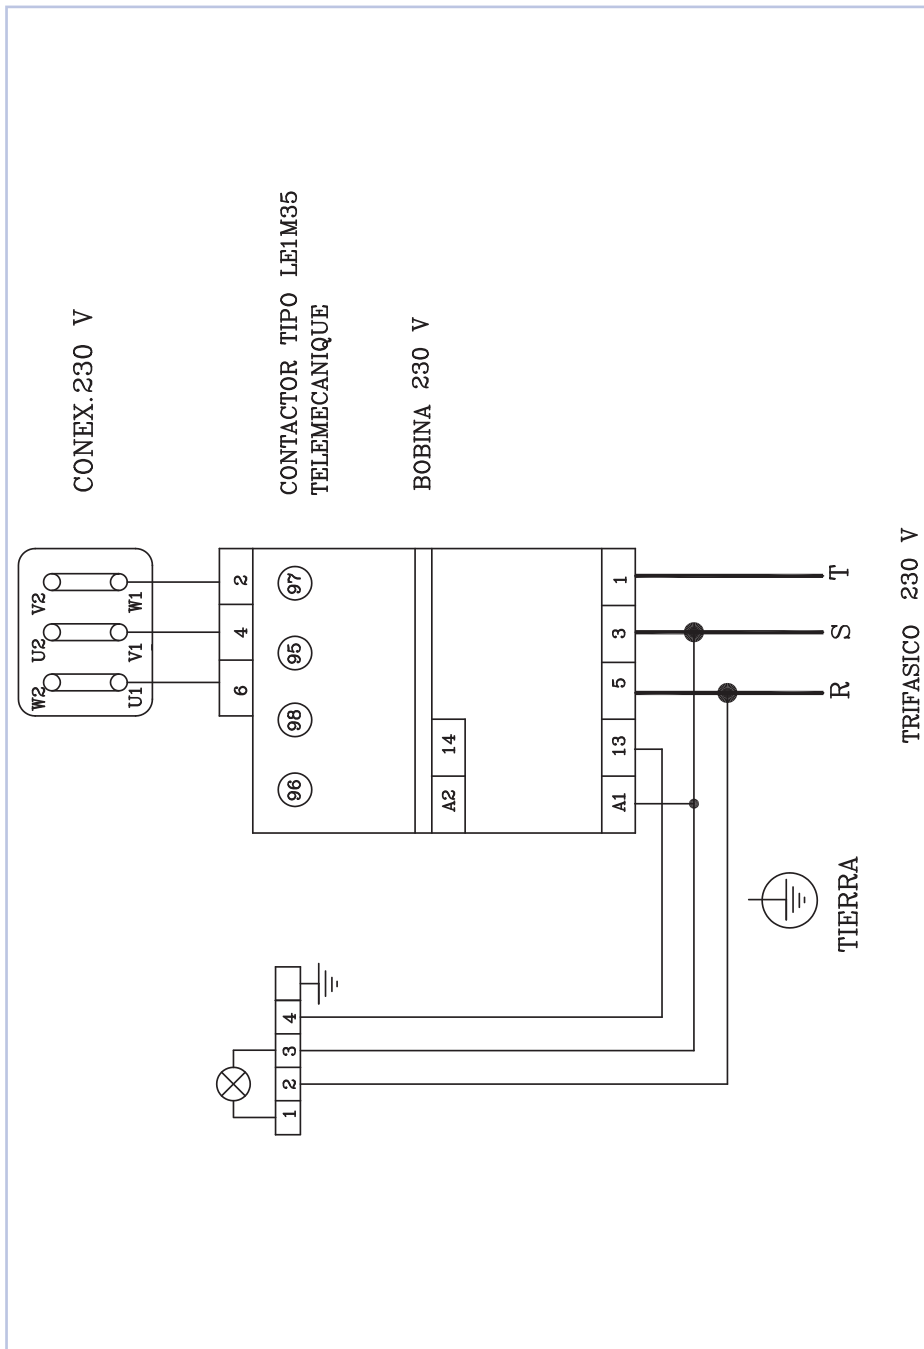 CONEX.230 V
W2 U2 V2
U1 V1 W1
CONTACTOR TIPO LE1M35
TELEMECANIQUE
BOBINA 230 V
6 4 2
96 98 95 97
A2 14
A1 13 5 3 1
1 2 3 4
R S T
TIERRA
TRIFASICO 230 V